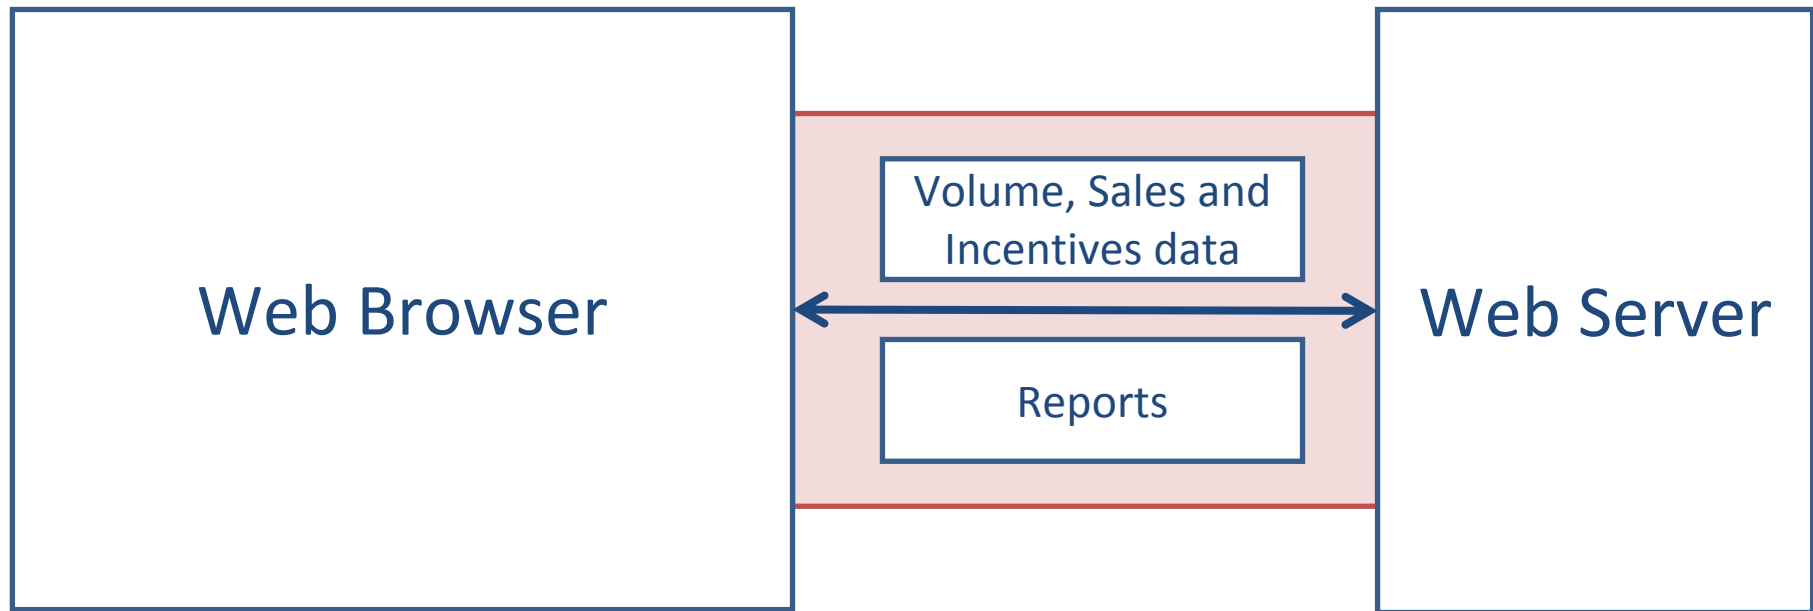 Web Browser
Volume, Sales and
Incentives data
Reports
Web Server